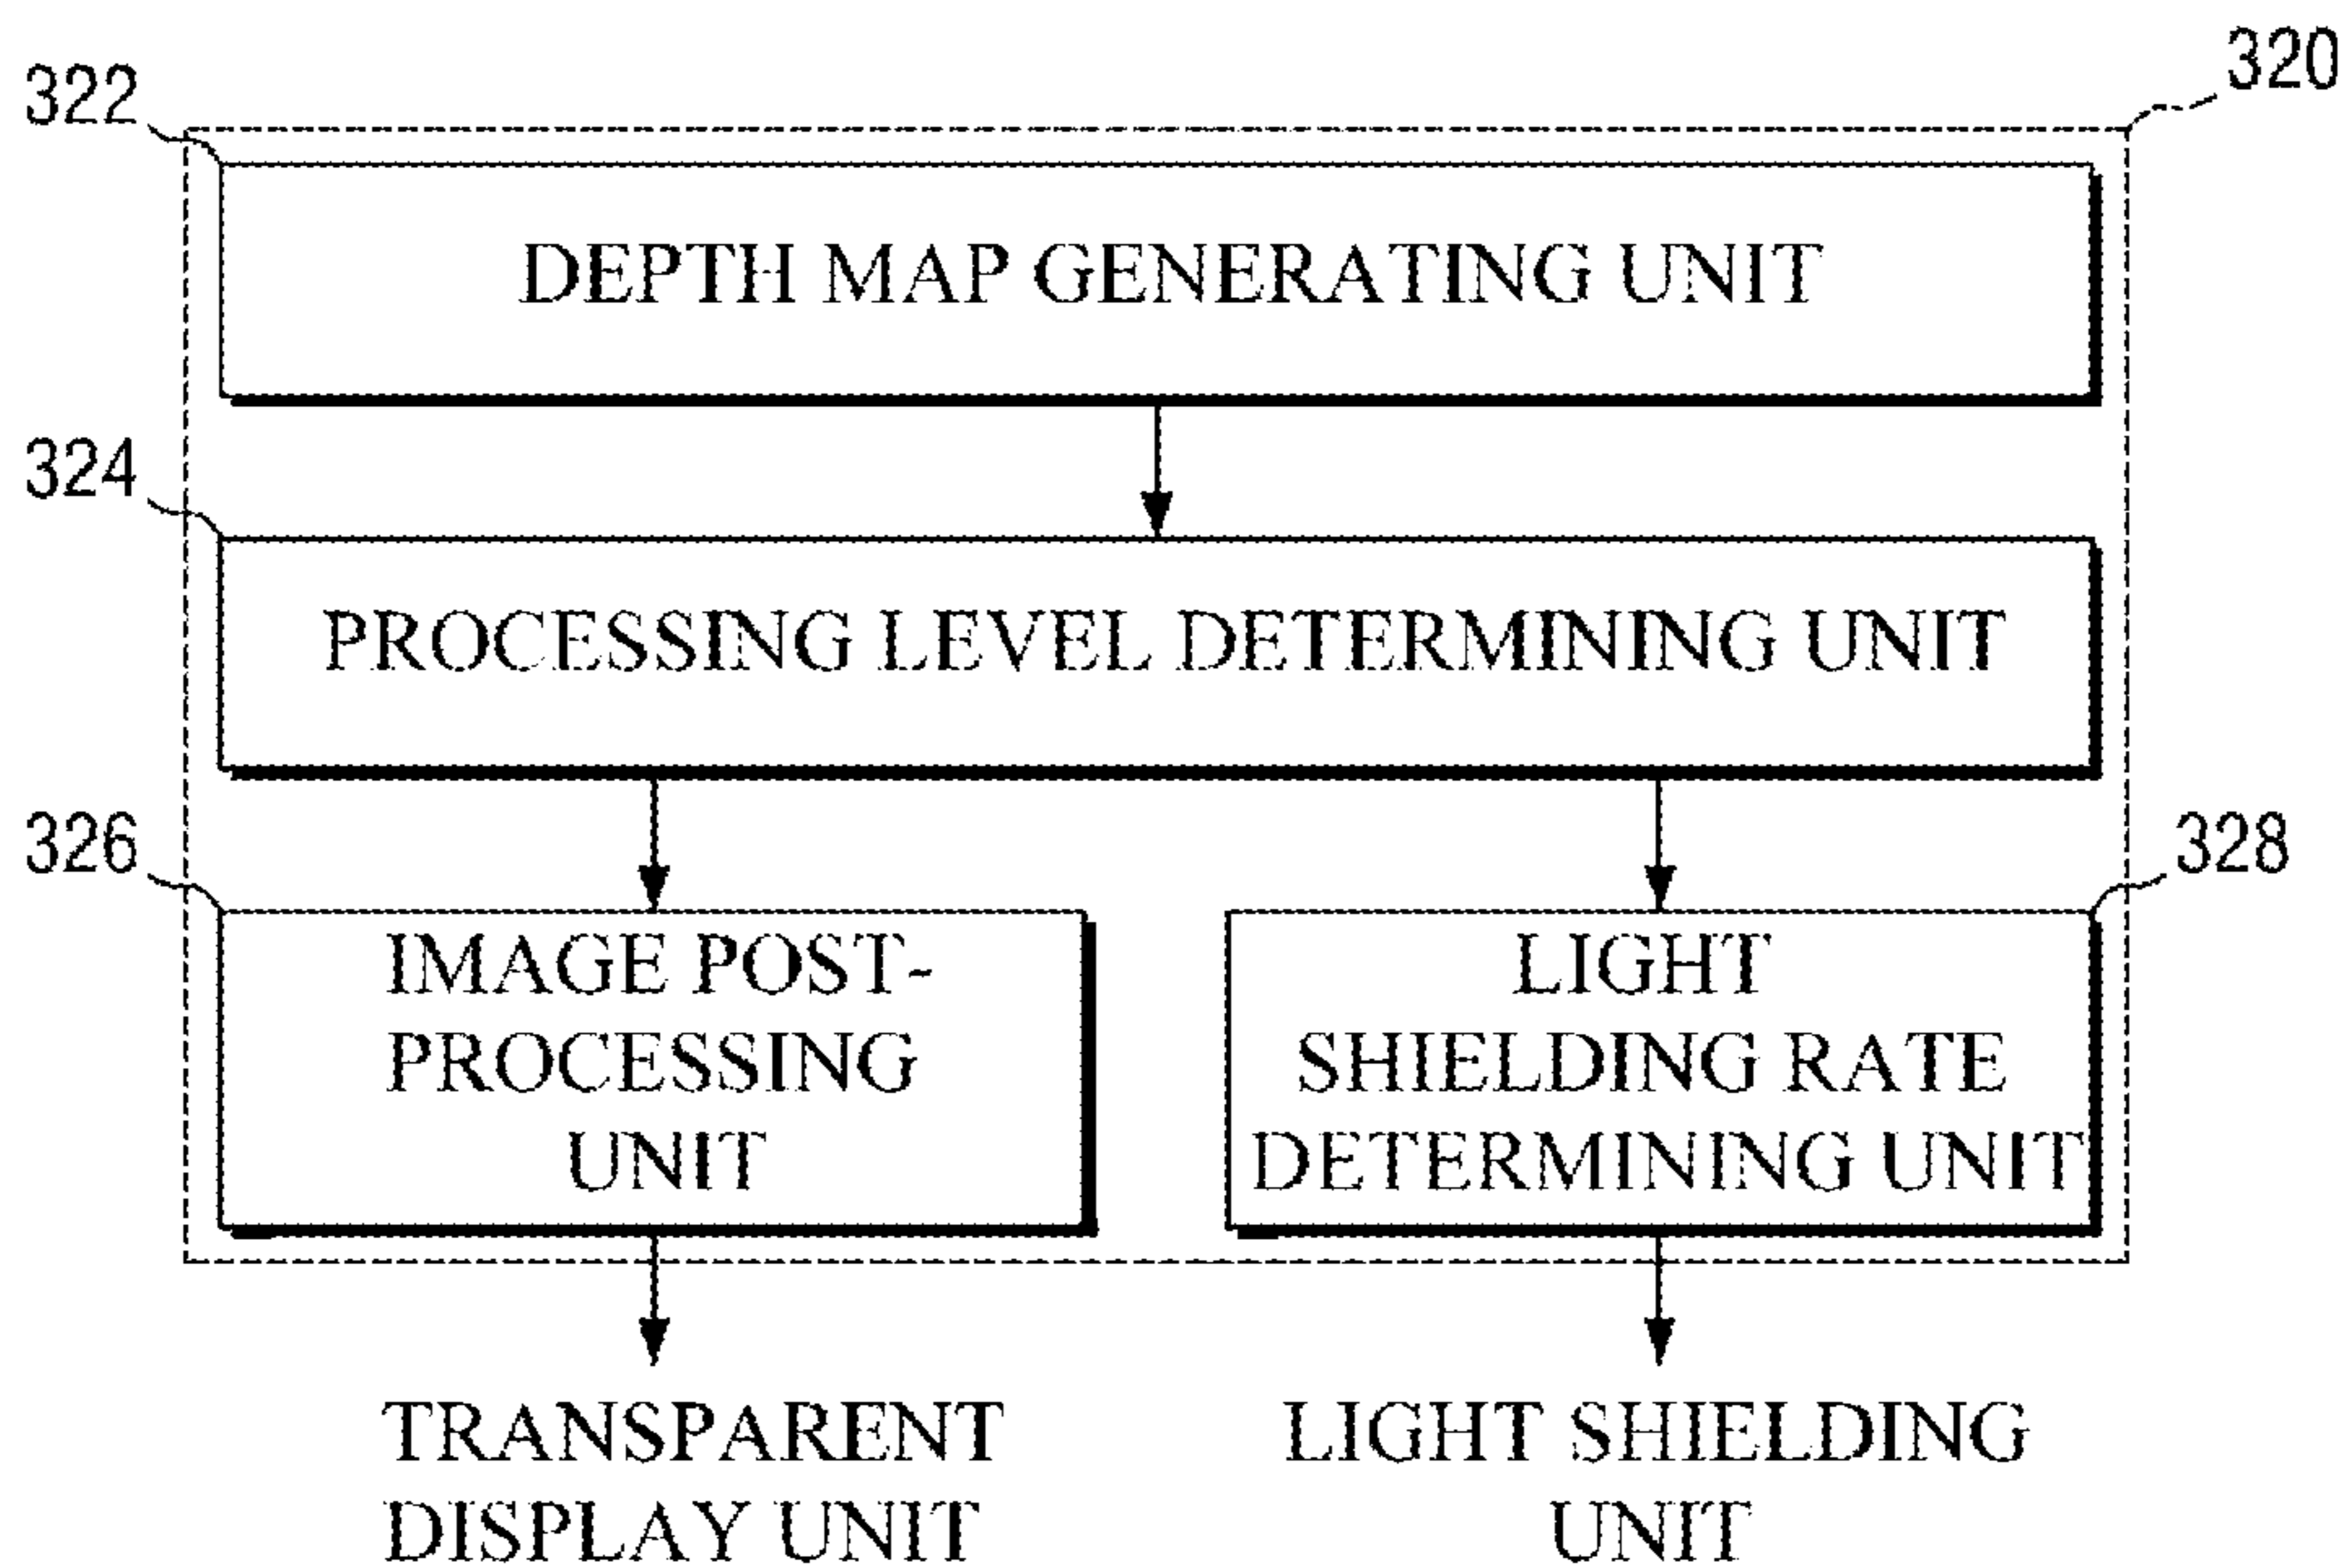 320
322
DEPTH MAP GENERATING UNIT
324
PROCESSING LEVEL DETERMINING UNIT
326
328
IMAGE POST-
PROCESSING
UNIT
LIGHT
SHIELDING RATE
DETERMINING UNIT
TRANSPARENT
DISPLAY UNIT
LIGHT SHIELDING
UNIT